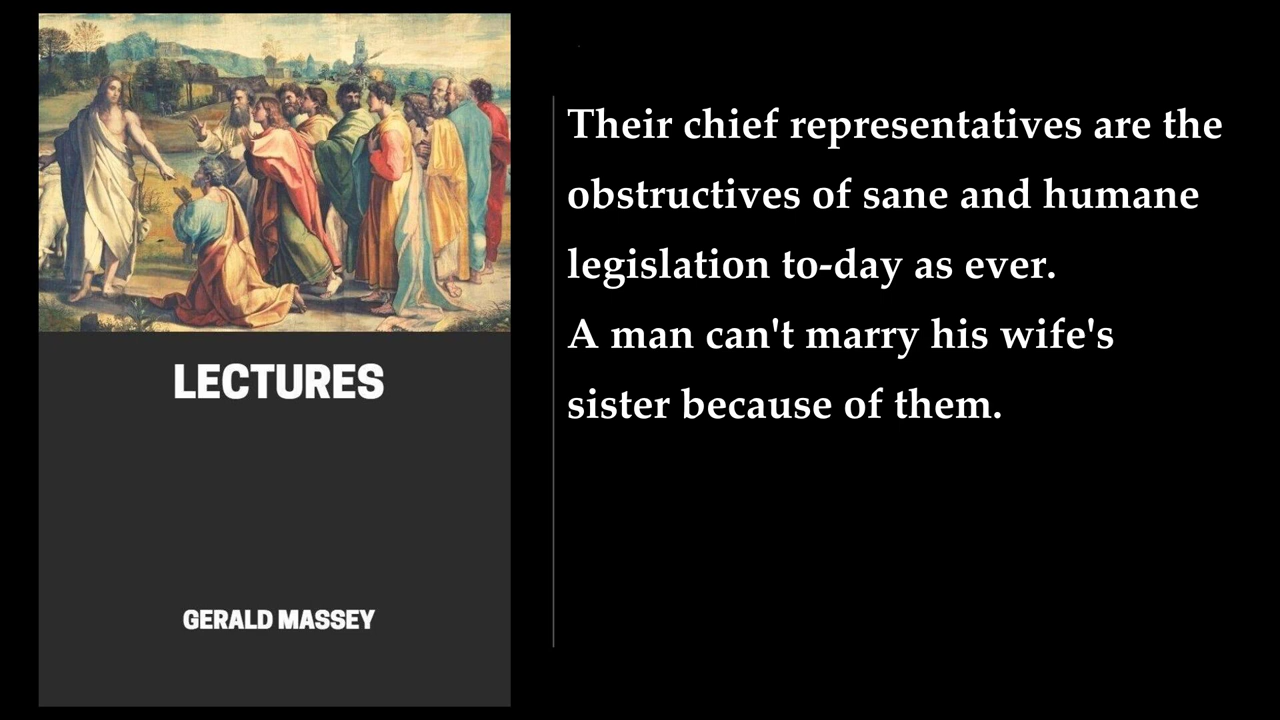 LECTURES
GERALD MASSEY
Their chief representatives are the
obstructives of sane and humane
legislation to-day as ever.
A man can't marry his wife's
sister because of them.